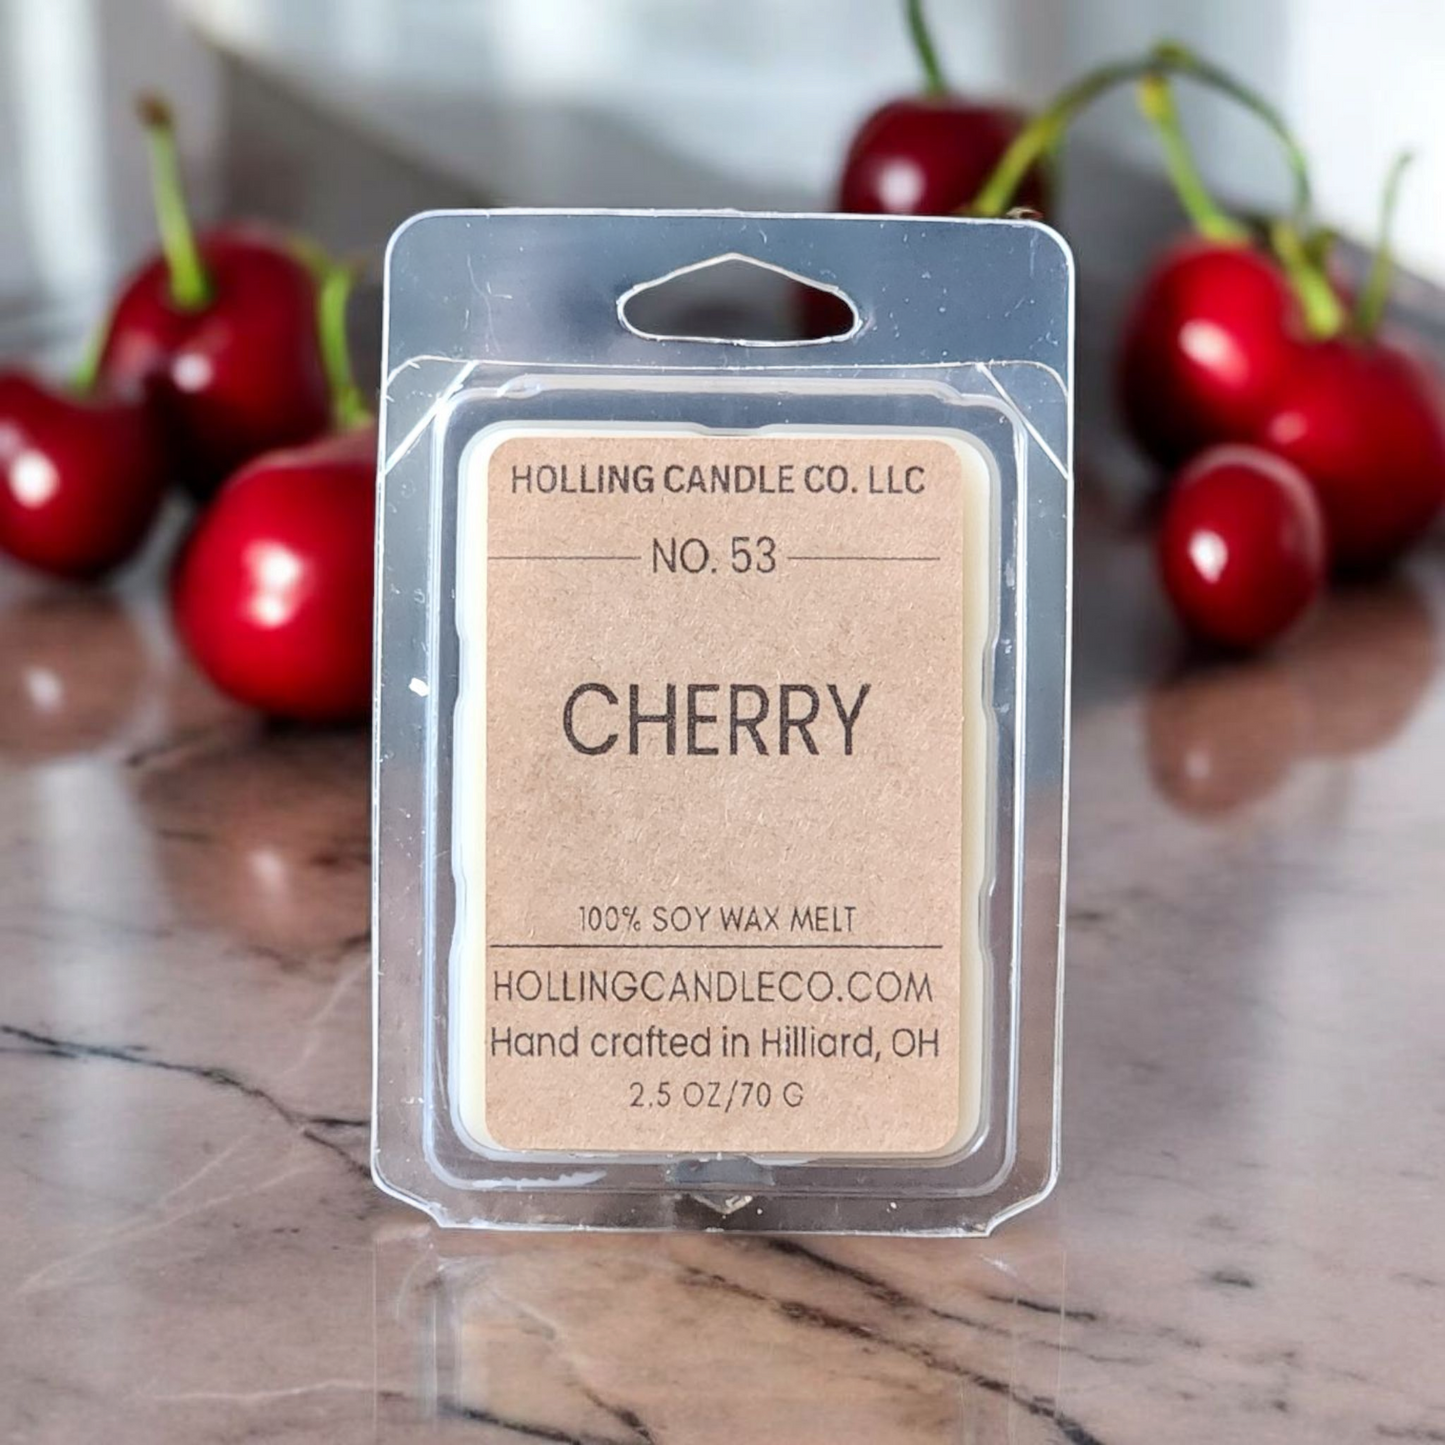 HOLLING CANDLE CO. LLC
NO. 53
CHERRY
100% SOY WAX MELT
HOLLINGCANDLECO.COM
Hand crafted in Hilliard, OH
2.5 OZ/70 G